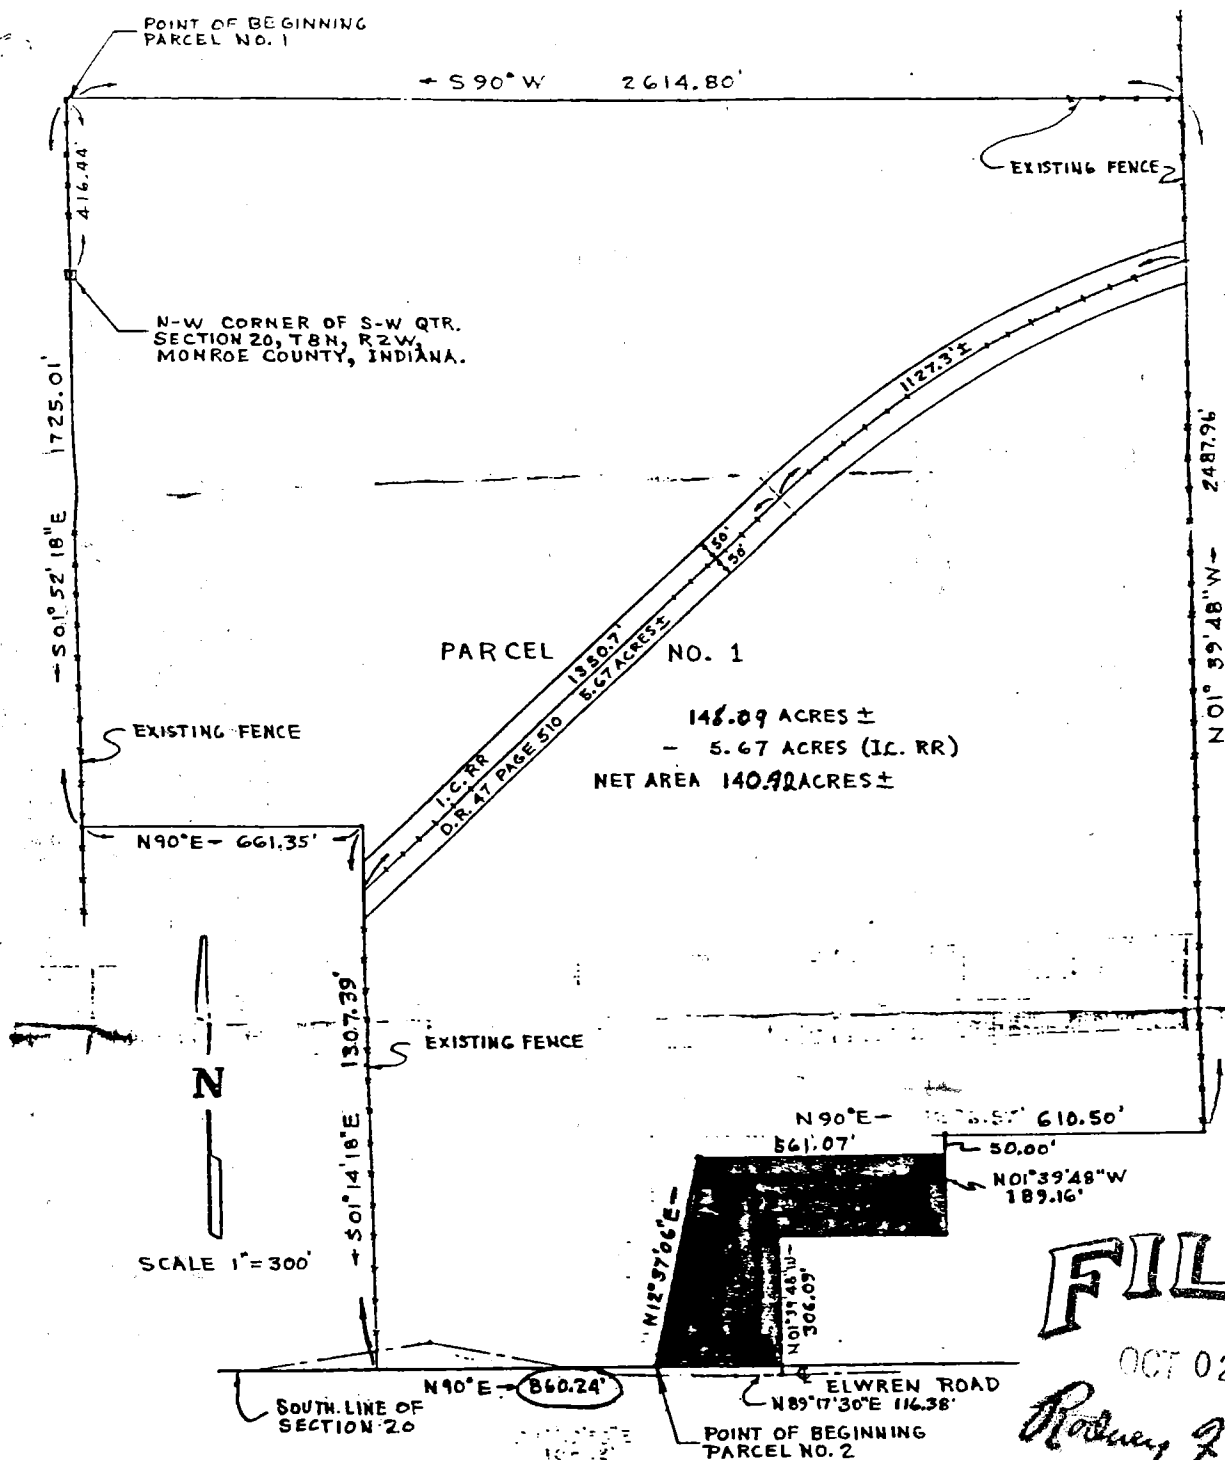 POINT OF BEGINNING
PARCEL NO. 1
S 90° W 2614.80'
EXISTING FENCE
416.44'
N-W CORNER OF S-W QTR.
SECTION 20, T8N, R2W,
MONROE COUNTY, INDIANA.
S01° 52' 18"E 1725.01'
1127.3'±
N01° 39' 48"W 2487.96'
50'
50'
PARCEL NO. 1
1350.7'
5.67 ACRES±
I.C. RR
D.R. 47 PAGE 510
ACRES ±
- 5.67 ACRES (I.C. RR)
NET AREA 140.92 ACRES ±
EXISTING FENCE
N90°E - 661.35'
S01°14'18"E 1307.39'
EXISTING FENCE
N
SCALE 1"=300'
N90°E - 610.50'
561.07'
50.00'
N01°39'48"W
189.16'
N12°37'06"E
N01°39'48"W
306.09'
FIL
OCT 02
N90°E 860.24'
ELWREN ROAD
N89°17'30"E 116.38'
SOUTH LINE OF
SECTION 20
POINT OF BEGINNING
PARCEL NO. 2
Rodney